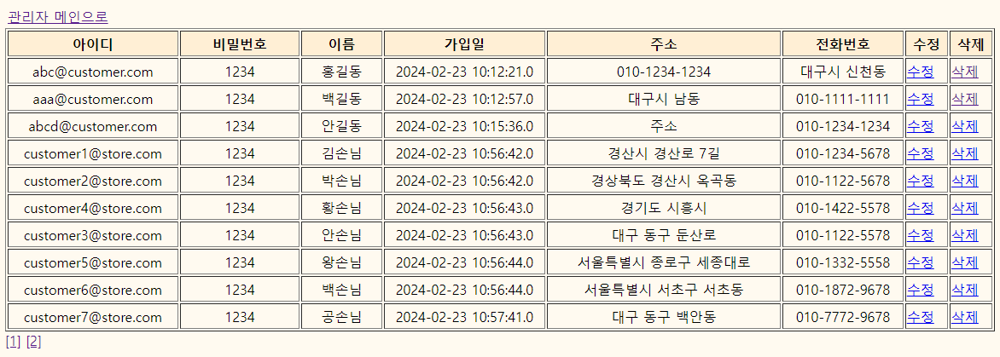 관리자 메인으로
아이디 비밀번호 이름 가입일 주소 전화번호 수정 삭제
abc@customer.com 1234 홍길동 2024-02-23 10:12:21.0 010-1234-1234 대구시 신천동 수정 삭제
aaa@customer.com 1234 백길동 2024-02-23 10:12:57.0 대구시 남동 010-1111-1111 수정 삭제
abcd@customer.com 1234 안길동 2024-02-23 10:15:36.0 주소 010-1234-1234 수정 삭제
customer1@store.com 1234 김손님 2024-02-23 10:56:42.0 경산시 경산로 7길 010-1234-5678 수정 삭제
customer2@store.com 1234 박손님 2024-02-23 10:56:42.0 경상북도 경산시 옥곡동 010-1122-5678 수정 삭제
customer4@store.com 1234 황손님 2024-02-23 10:56:43.0 경기도 시흥시 010-1422-5578 수정 삭제
customer3@store.com 1234 안손님 2024-02-23 10:56:43.0 대구 동구 둔산로 010-1122-5578 수정 삭제
customer5@store.com 1234 왕손님 2024-02-23 10:56:44.0 서울특별시 종로구 세종대로 010-1332-5558 수정 삭제
customer6@store.com 1234 백손님 2024-02-23 10:56:44.0 서울특별시 서초구 서초동 010-1872-9678 수정 삭제
customer7@store.com 1234 공손님 2024-02-23 10:57:41.0 대구 동구 백안동 010-7772-9678 수정 삭제
[1] [2]